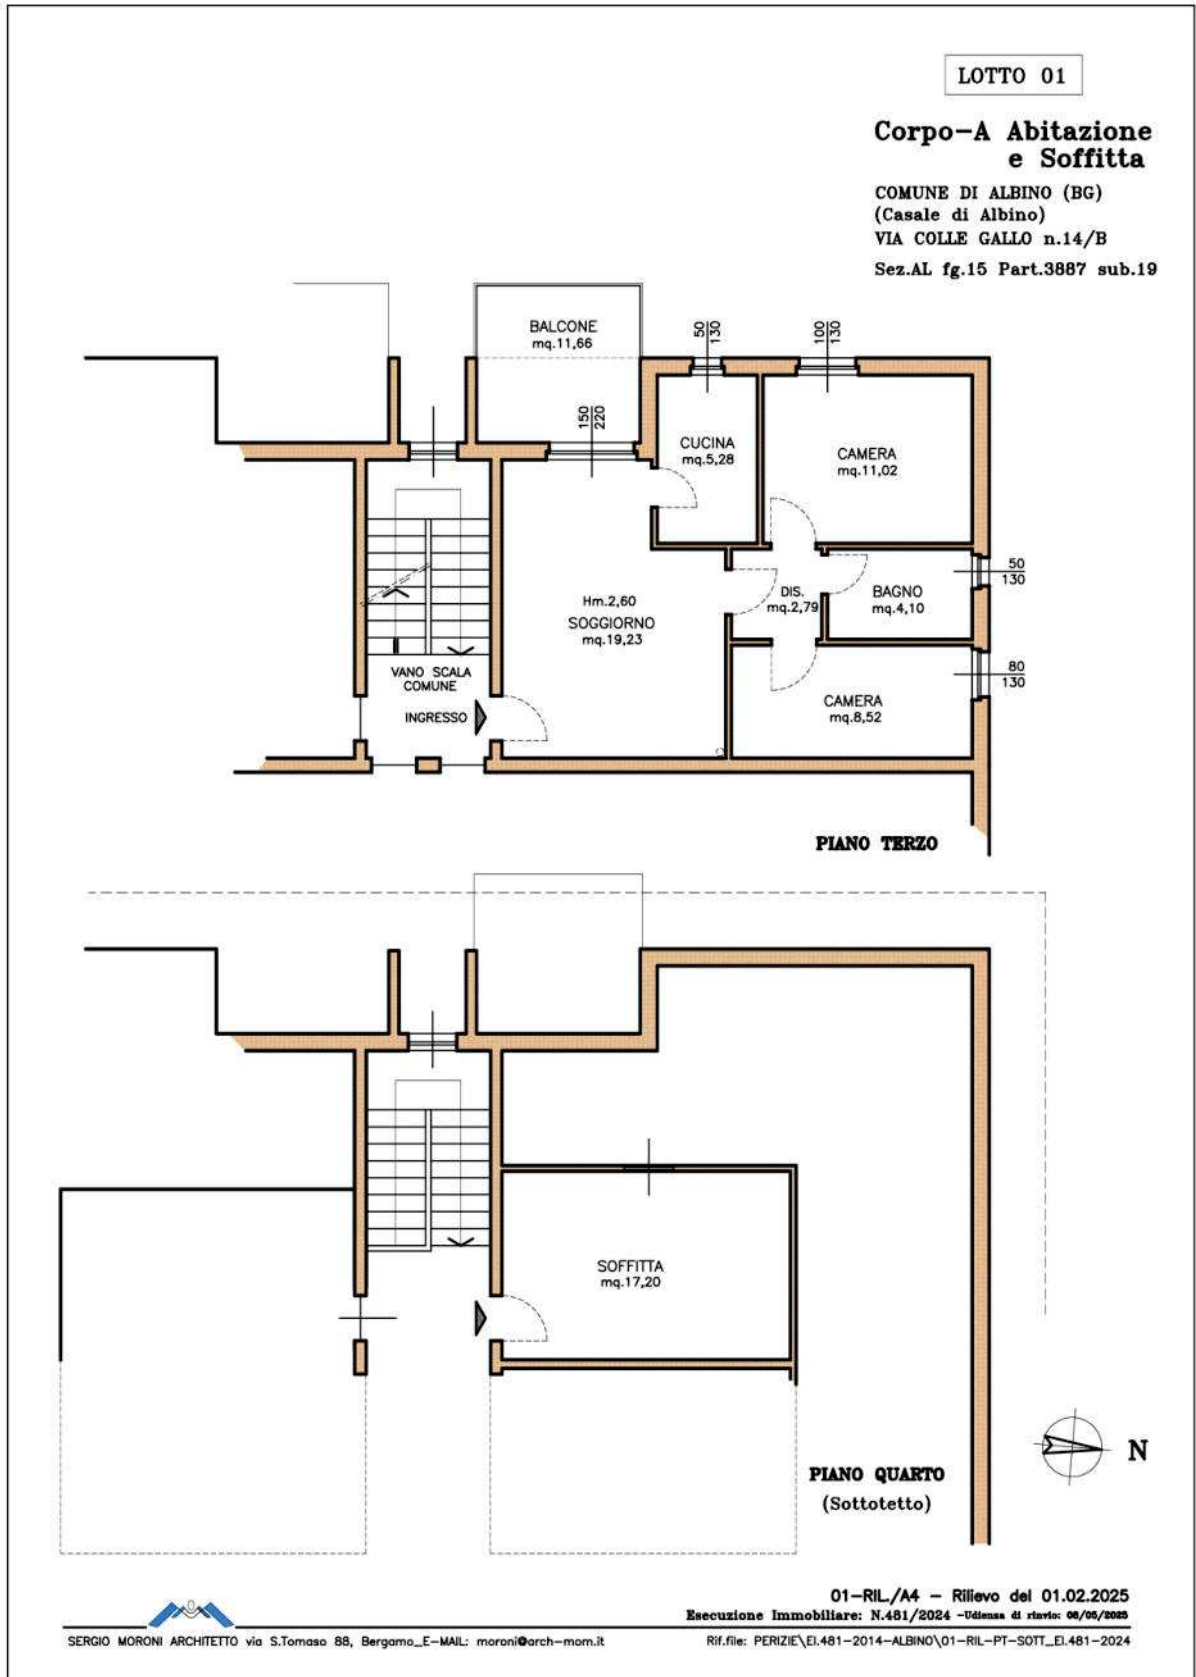 LOTTO 01
Corpo-A Abitazione
e Soffitta
COMUNE DI ALBINO (BG)
(Casale di Albino)
VIA COLLE GALLO n.14/B
Sez.AL fg.15 Part.3887 sub.19
BALCONE
mq.11,66
50
130
100
130
150
220
CUCINA
mq.5,28
CAMERA
mq.11,02
50
130
Hm.2,60
SOGGIORNO
mq.19,23
DIS.
mq.2,79
BAGNO
mq.4,10
80
130
VANO SCALA
COMUNE
INGRESSO
CAMERA
mq.8,52
PIANO TERZO
SOFFITTA
mq.17,20
N
PIANO QUARTO
(Sottotetto)
01-RIL./A4 - Rilievo del 01.02.2025
Esecuzione Immobiliare: N.481/2024 -Udienza di rinvio: 06/05/2025
SERGIO MORONI ARCHITETTO via S.Tomaso 88, Bergamo_E-MAIL: moroni@arch-mom.it
Rif.file: PERIZIE\EI.481-2014-ALBINO\01-RIL-PT-SOTT_EI.481-2024